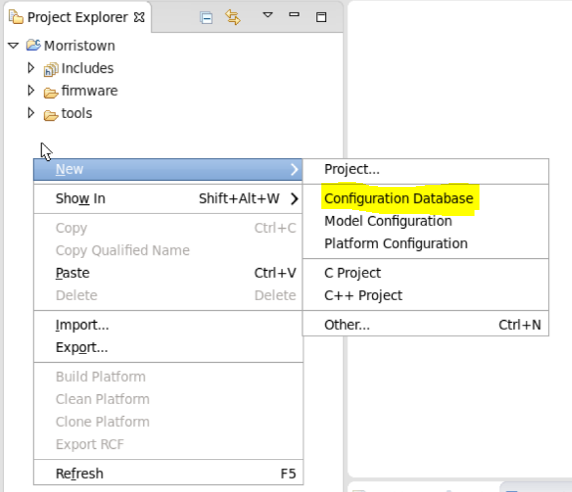 Project Explorer
Morristown
Includes
firmware
tools
New
Show In Shift+Alt+W
Copy Ctrl+C
Copy Qualified Name
Paste Ctrl+V
Delete Delete
Import...
Export...
Build Platform
Clean Platform
Clone Platform
Export RCF
Refresh F5
Project...
Configuration Database
Model Configuration
Platform Configuration
C Project
C++ Project
Other... Ctrl+N